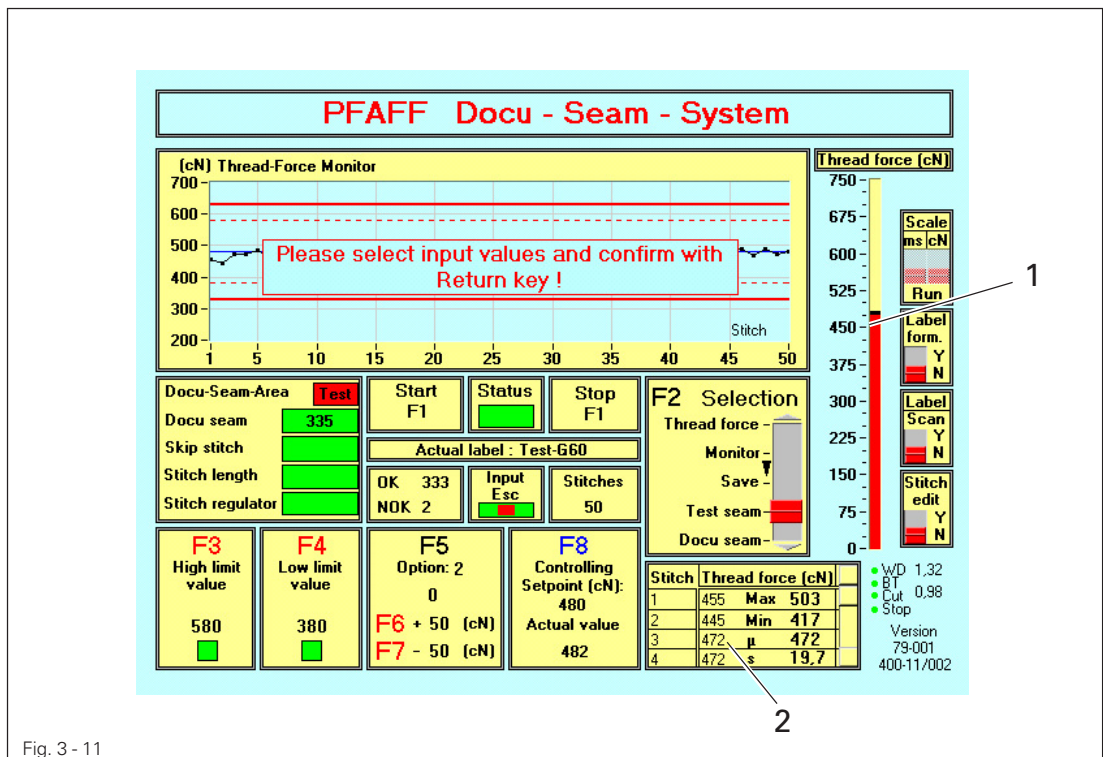 PFAFF Docu - Seam - System
(cN) Thread-Force Monitor
700
600
500
400
300
200
Please select input values and confirm with
Return key !
Stitch
1 5 10 15 20 25 30 35 40 45 50
Thread force (cN)
750
675
600
525
450
375
300
225
150
75
0
1
Scale
ms cN
Run
Label
form.
Y
N
Label
Scan
Y
N
Stitch
edit
Y
N
Docu-Seam-Area Test
Docu seam 335
Skip stitch
Stitch length
Stitch regulator
Start
F1
Status
Stop
F1
Actual label : Test-G60
OK 333
NOK 2
Input
Esc
Stitches
50
F2 Selection
Thread force -
Monitor -
Save -
Test seam -
Docu seam -
F3
High limit
value
580
F4
Low limit
value
380
F5
Option: 2
0
F6 + 50 (cN)
F7 - 50 (cN)
F8
Controlling
Setpoint (cN):
480
Actual value
482
Stitch Thread force (cN)
1 455 Max 503
2 445 Min 417
3 472 µ 472
4 472 s 19,7
WD 1,32
BT
Cut 0,98
Stop
Version
79-001
400-11/002
2
Fig. 3 - 11